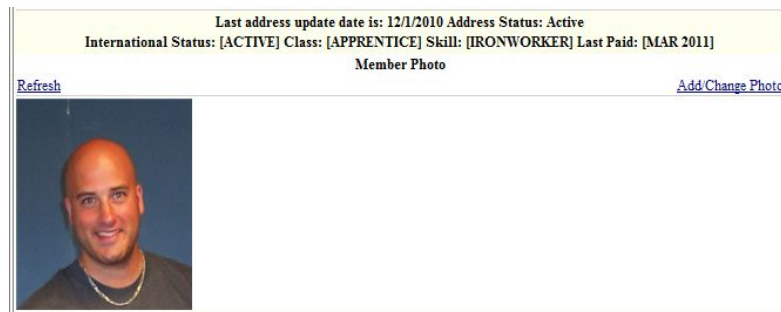 Last address update date is: 12/1/2010 Address Status: Active
International Status: [ACTIVE] Class: [APPRENTICE] Skill: [IRONWORKER] Last Paid: [MAR 2011]
Member Photo
Refresh Add/Change Photo